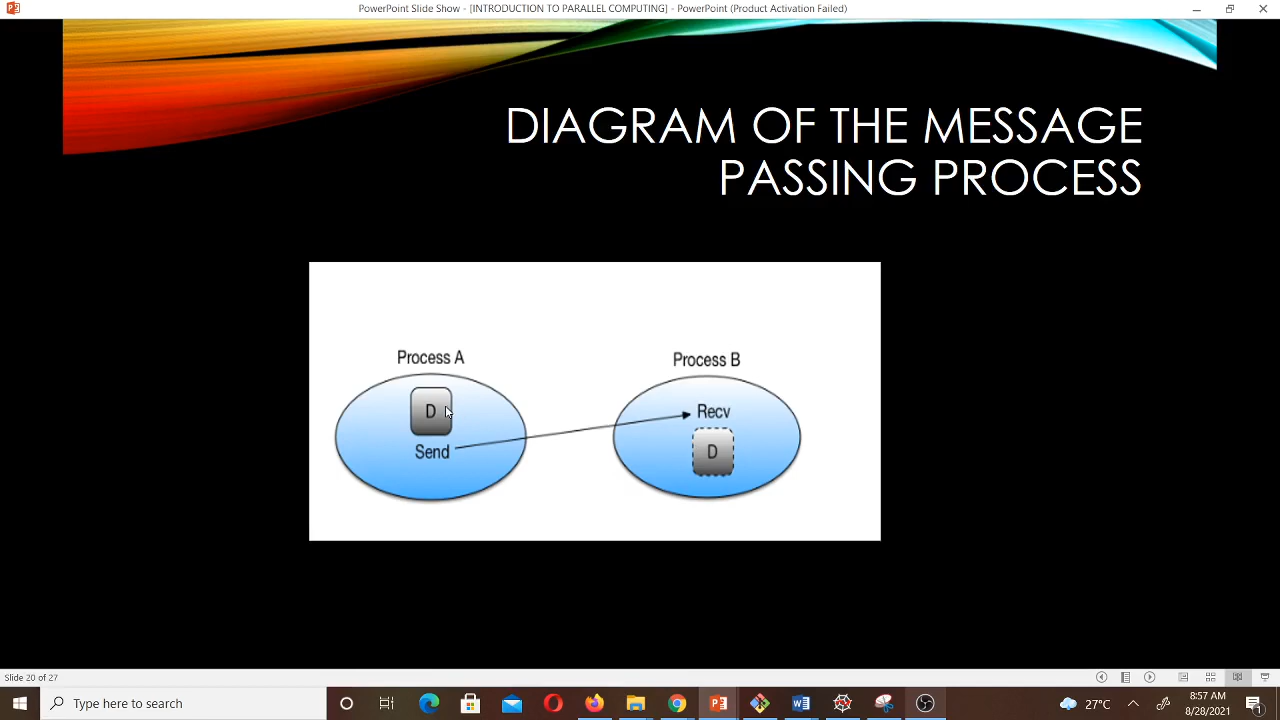 PowerPoint Slide Show - [INTRODUCTION TO PARALLEL COMPUTING] - PowerPoint (Product Activation Failed)
DIAGRAM OF THE MESSAGE
PASSING PROCESS
Process A
Process B
D
Recv
Send
D
Slide 20 of 27
Type here to search
27°C
8:57 AM
8/28/2021
1